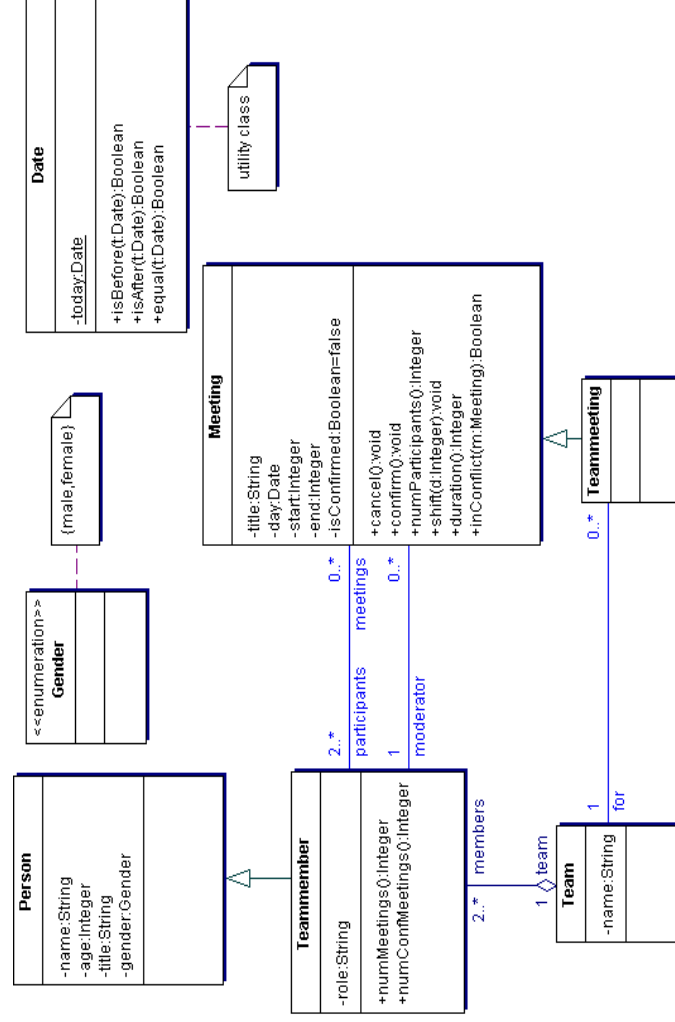 Person
-name:String
-age:Integer
-title:String
-gender:Gender
<<enumeration>>
Gender
{male,female}
Date
-today:Date
+isBefore(t:Date):Boolean
+isAfter(t:Date):Boolean
+equal(t:Date):Boolean
utility class
Teammember
-role:String
+numMeetings():Integer
+numConfMeetings():Integer
2..*
participants
0..*
meetings
1
moderator
0..*
Meeting
-title:String
-day:Date
-start:Integer
-end:Integer
-isConfirmed:Boolean=false
+cancel():void
+confirm():void
+numParticipants():Integer
+shift(d:Integer):void
+duration():Integer
+inConflict(m:Meeting):Boolean
2..*
members
1
team
Team
-name:String
1
for
0..*
Teammeeting